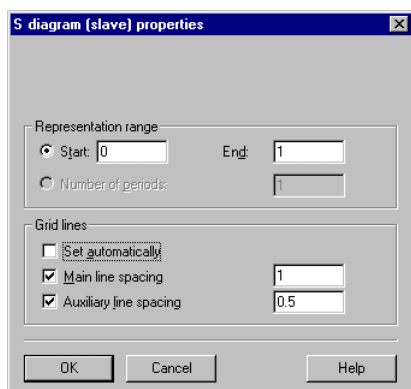 S diagram (slave) properties
Representation range
Start: 0 End: 1
Number of periods: 1
Grid lines
Set automatically
Main line spacing 1
Auxiliary line spacing 0.5
OK Cancel Help